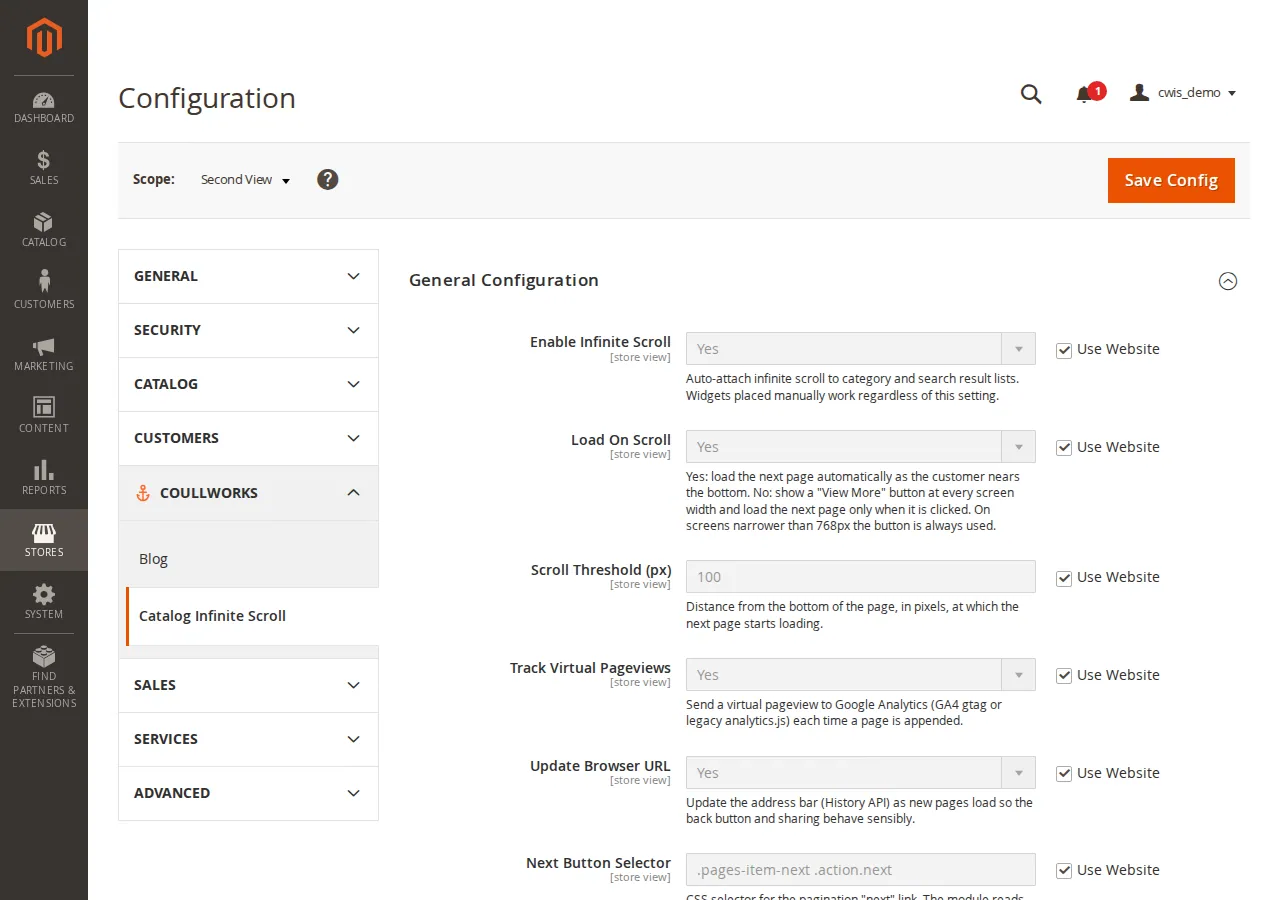 Configuration
1
cwis_demo
Scope:
Second View
?
Save Config
DASHBOARD
SALES
CATALOG
CUSTOMERS
MARKETING
CONTENT
REPORTS
STORES
SYSTEM
FIND
PARTNERS &
EXTENSIONS
GENERAL
SECURITY
CATALOG
CUSTOMERS
COULLWORKS
Blog
Catalog Infinite Scroll
SALES
SERVICES
ADVANCED
General Configuration
Enable Infinite Scroll
[store view]
Yes
Use Website
Auto-attach infinite scroll to category and search result lists.
Widgets placed manually work regardless of this setting.
Load On Scroll
[store view]
Yes
Use Website
Yes: load the next page automatically as the customer nears
the bottom. No: show a "View More" button at every screen
width and load the next page only when it is clicked. On
screens narrower than 768px the button is always used.
Scroll Threshold (px)
[store view]
100
Use Website
Distance from the bottom of the page, in pixels, at which the
next page starts loading.
Track Virtual Pageviews
[store view]
Yes
Use Website
Send a virtual pageview to Google Analytics (GA4 gtag or
legacy analytics.js) each time a page is appended.
Update Browser URL
[store view]
Yes
Use Website
Update the address bar (History API) as new pages load so the
back button and sharing behave sensibly.
Next Button Selector
[store view]
.pages-item-next .action.next
Use Website
CSS selector for the pagination "next" link. The module reads